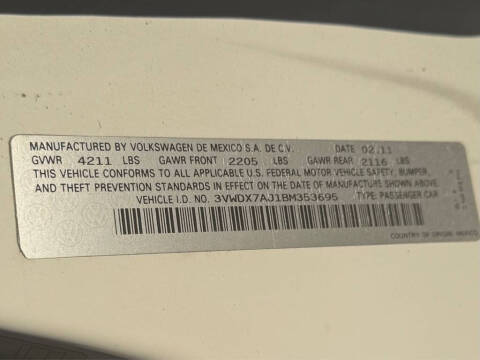 MANUFACTURED BY VOLKSWAGEN DE MEXICO S.A. DE C.V. DATE 02.11
GVWR 4211 LBS GAWR FRONT 2205 LBS GAWR REAR 2116 LBS
THIS VEHICLE CONFORMS TO ALL APPLICABLE U.S. FEDERAL MOTOR VEHICLE SAFETY, BUMPER,
AND THEFT PREVENTION STANDARDS IN EFFECT ON THE DATE OF MANUFACTURE SHOWN ABOVE.
VEHICLE I.D. NO. 3VWDX7AJ1BM353695 TYPE: PASSENGER CAR
COUNTRY OF ORIGIN: MEXICO